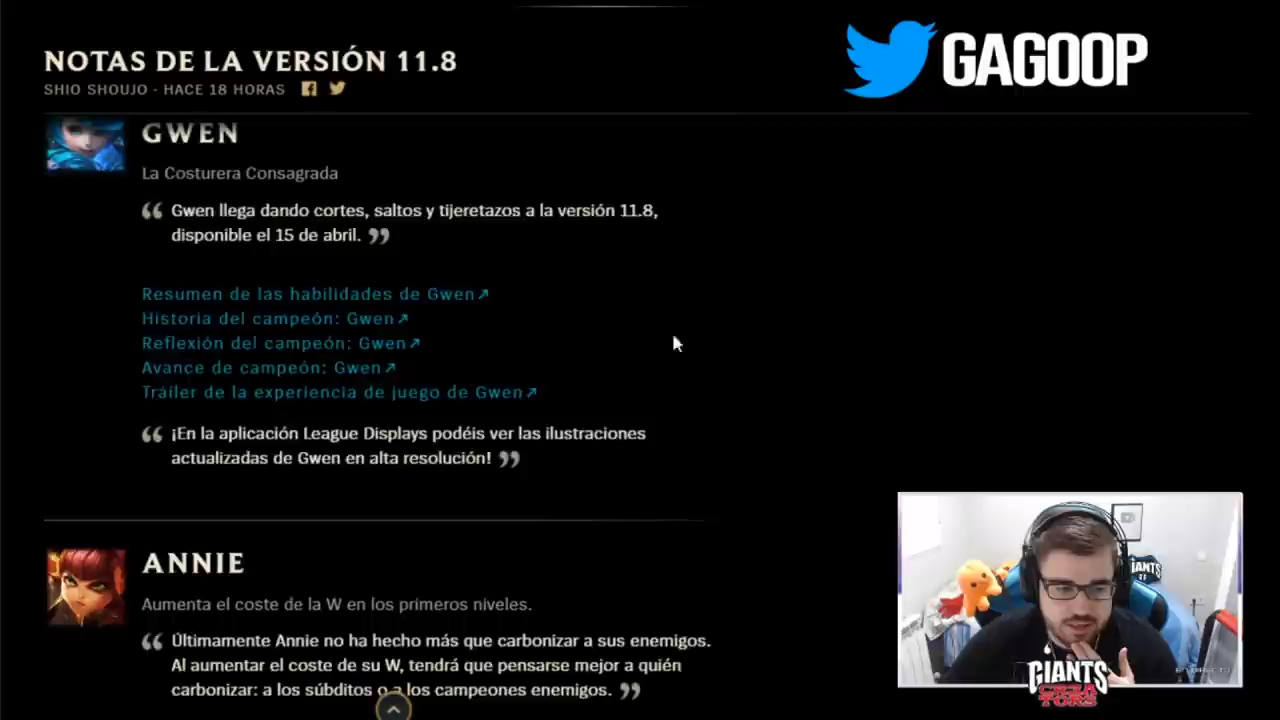 NOTAS DE LA VERSIÓN 11.8
SHIO SHOUJO - HACE 18 HORAS
GAGOOP
GWEN
La Costurera Consagrada
“ Gwen llega dando cortes, saltos y tijeretazos a la versión 11.8,
disponible el 15 de abril. ”
Resumen de las habilidades de Gwen↗
Historia del campeón: Gwen↗
Reflexión del campeón: Gwen↗
Avance de campeón: Gwen↗
Tráiler de la experiencia de juego de Gwen↗
“ ¡En la aplicación League Displays podéis ver las ilustraciones
actualizadas de Gwen en alta resolución! ”
ANNIE
Aumenta el coste de la W en los primeros niveles.
“ Últimamente Annie no ha hecho más que carbonizar a sus enemigos.
Al aumentar el coste de su W, tendrá que pensarse mejor a quién
carbonizar: a los súbditos o a los campeones enemigos. ”
GIANTS
GIANTS
CREATORS